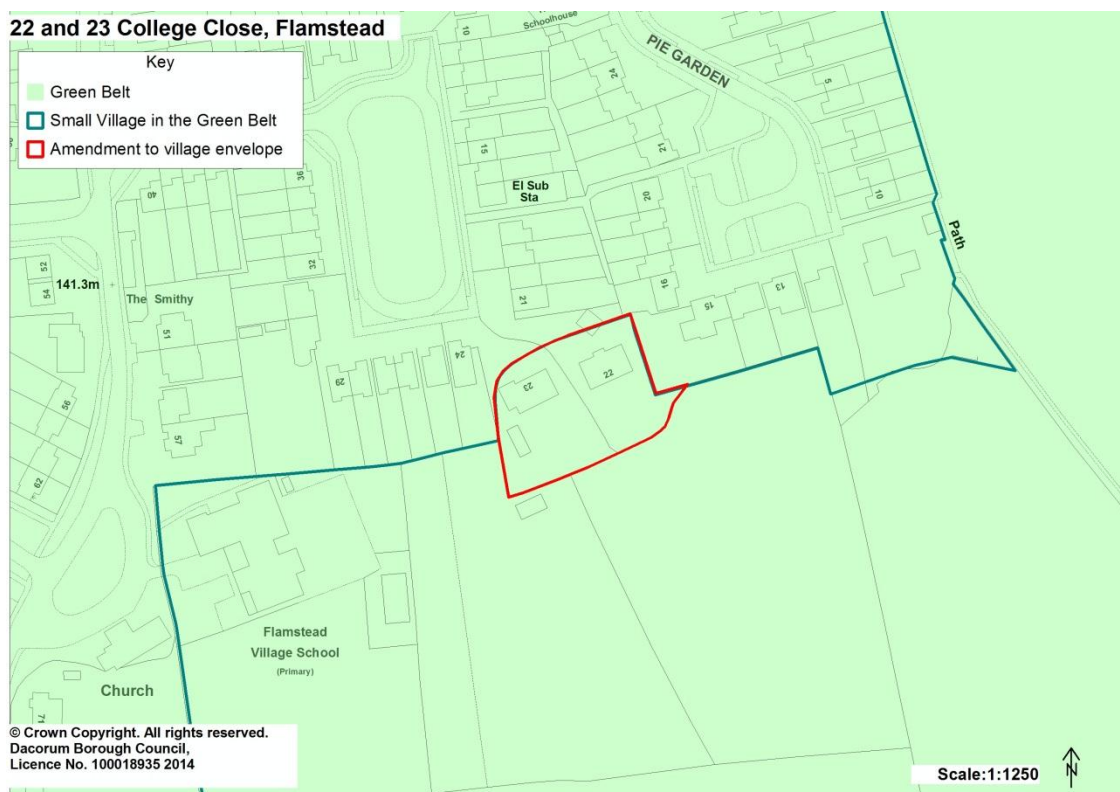 22 and 23 College Close, Flamstead
Key
Green Belt
Small Village in the Green Belt
Amendment to village envelope
Schoolhouse
10
24
PIE GARDEN
5
51
21
El Sub
Sta
36
40
20
10
Path
32
52
54
141.3m
The Smithy
51
21
16
15
13
24
29
23
22
56
57
62
Flamstead
Village School
(Primary)
Church
71
© Crown Copyright. All rights reserved.
Dacorum Borough Council,
Licence No. 100018935 2014
Scale:1:1250
N